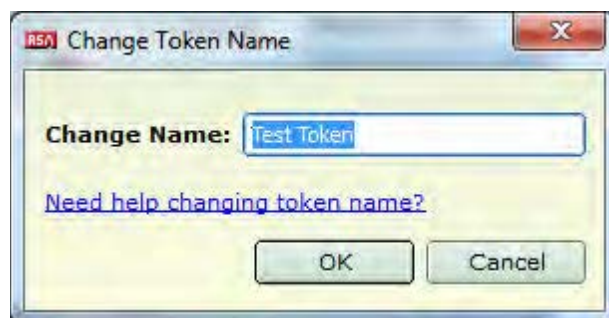 RSA Change Token Name
Change Name: Test Token
Need help changing token name?
OK Cancel